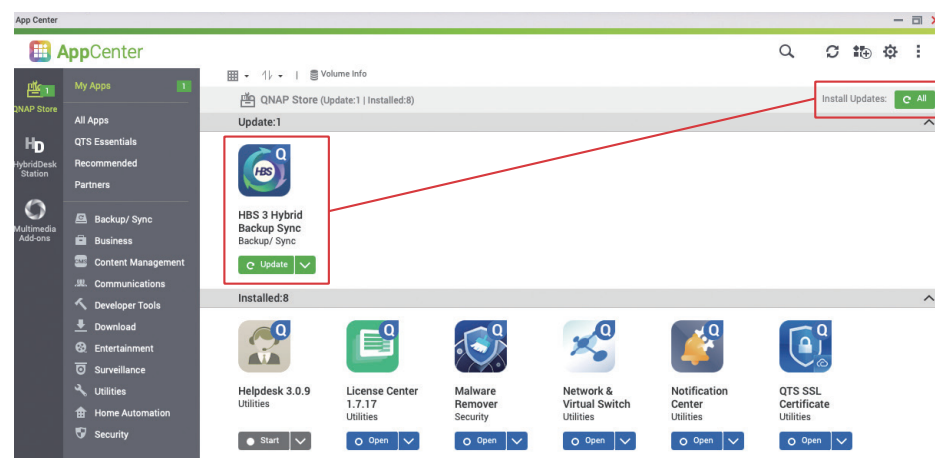 App Center
AppCenter
Volume Info
1
QNAP Store
My Apps 1
QNAP Store (Update:1 | Installed:8)
Install Updates: All
Update:1
All Apps
QTS Essentials
Recommended
Partners
HD
HybridDesk
Station
Multimedia
Add-ons
Backup/ Sync
Business
CMS Content Management
Communications
Developer Tools
Download
Entertainment
Surveillance
Utilities
Home Automation
Security
Q
HBS
HBS 3 Hybrid
Backup Sync
Backup/ Sync
Update
Installed:8
Q
Helpdesk 3.0.9
Utilities
Start
Q
License Center
1.7.17
Utilities
Open
Q
Malware
Remover
Security
Open
Q
Network &
Virtual Switch
Utilities
Open
Q
Notification
Center
Utilities
Open
Q
QTS SSL
Certificate
Utilities
Open